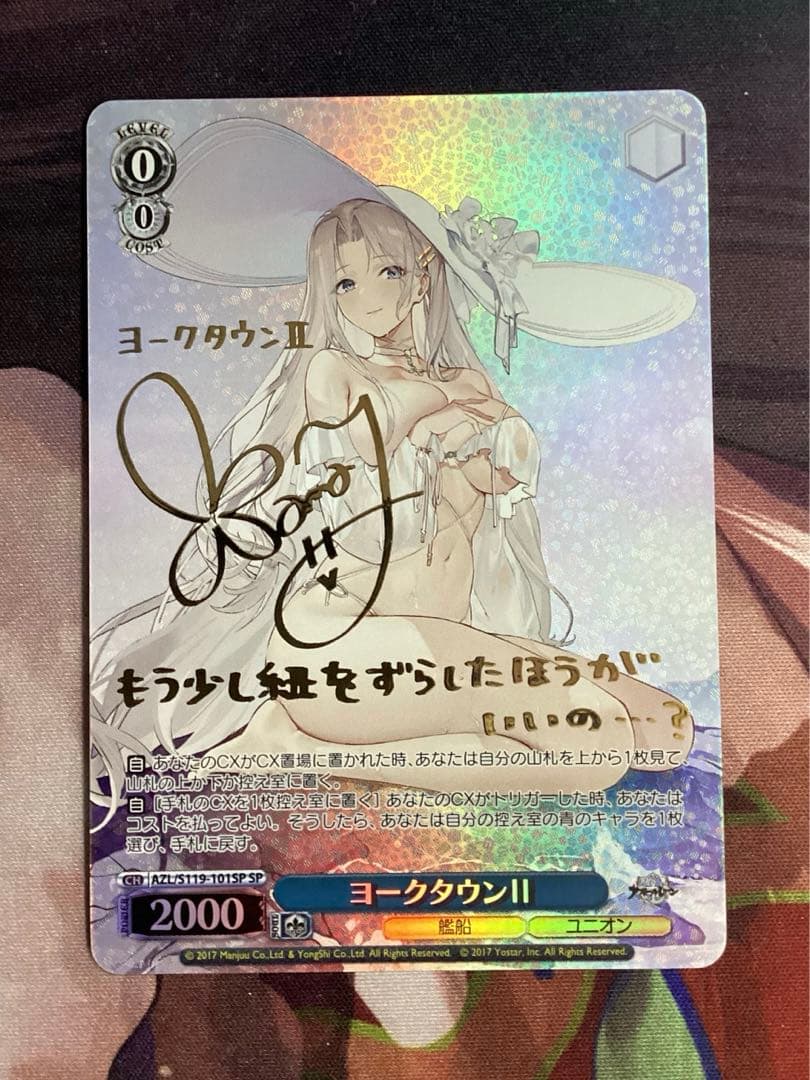 LEVEL
0
0
COST
ヨークタウンII
もう少し紐をずらしたほうが
いいの…?
自 あなたのCXがCX置場に置かれた時、あなたは自分の山札を上から1枚見て、
山札の上か下か控え室に置く。
自 [手札のCXを1枚控え室に置く] あなたのCXがトリガーした時、あなたは
コストを払ってよい。そうしたら、あなたは自分の控え室の青のキャラを1枚
選び、手札に戻す。
CH AZL/S119-101SP SP
ヨークタウンII
アズールレーン
POWER 2000
艦船 ユニオン
© 2017 Manjuu Co.,Ltd. & YongShi Co.,Ltd. All Rights Reserved. © 2017 Yostar, Inc. All Rights Reserved.